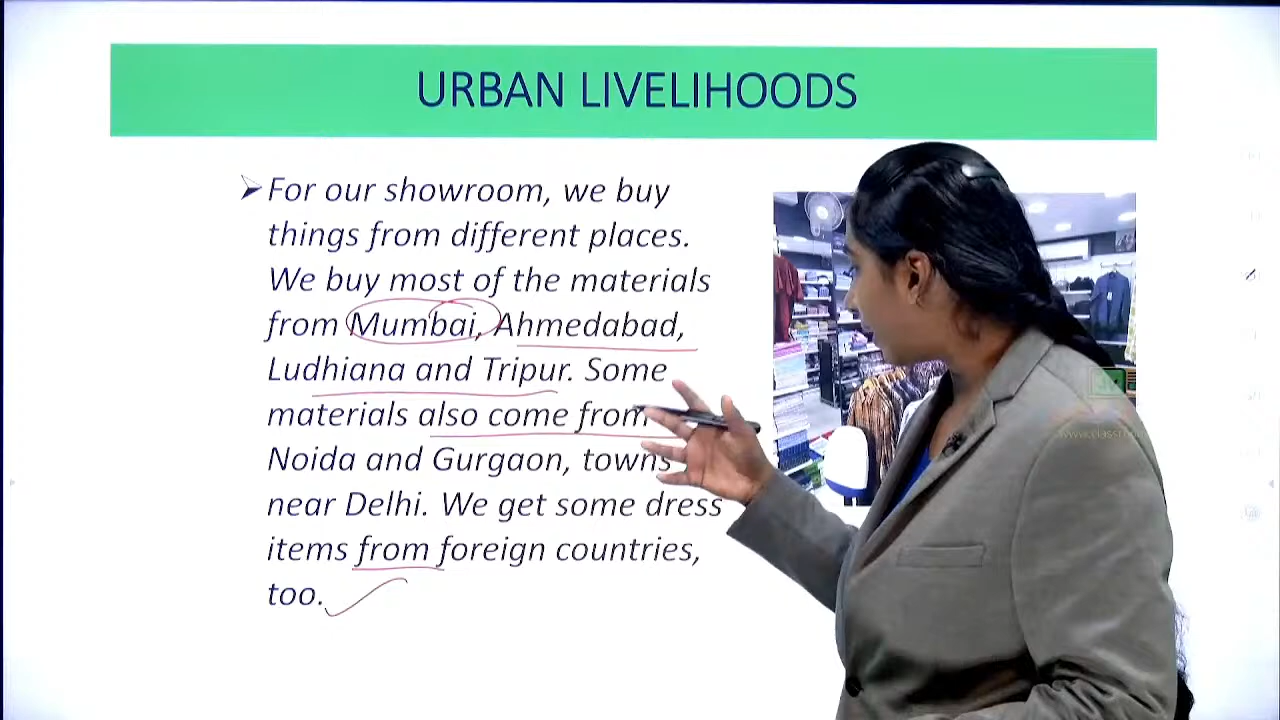 URBAN LIVELIHOODS
➢For our showroom, we buy
things from different places.
We buy most of the materials
from Mumbai, Ahmedabad,
Ludhiana and Tripur. Some
materials also come from
Noida and Gurgaon, towns
near Delhi. We get some dress
items from foreign countries,
too.